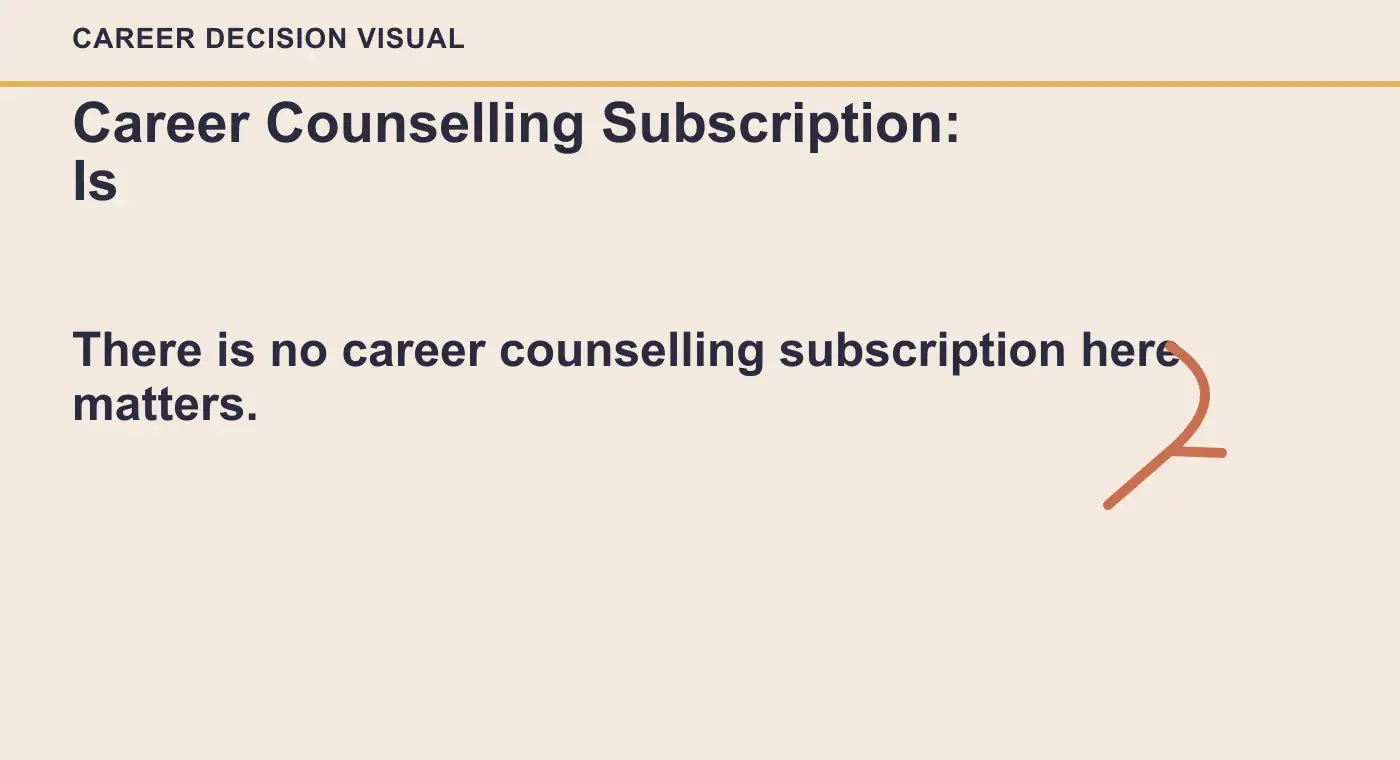 CAREER DECISION VISUAL
Career Counselling Subscription:
Is
There is no career counselling subscription here
matters.